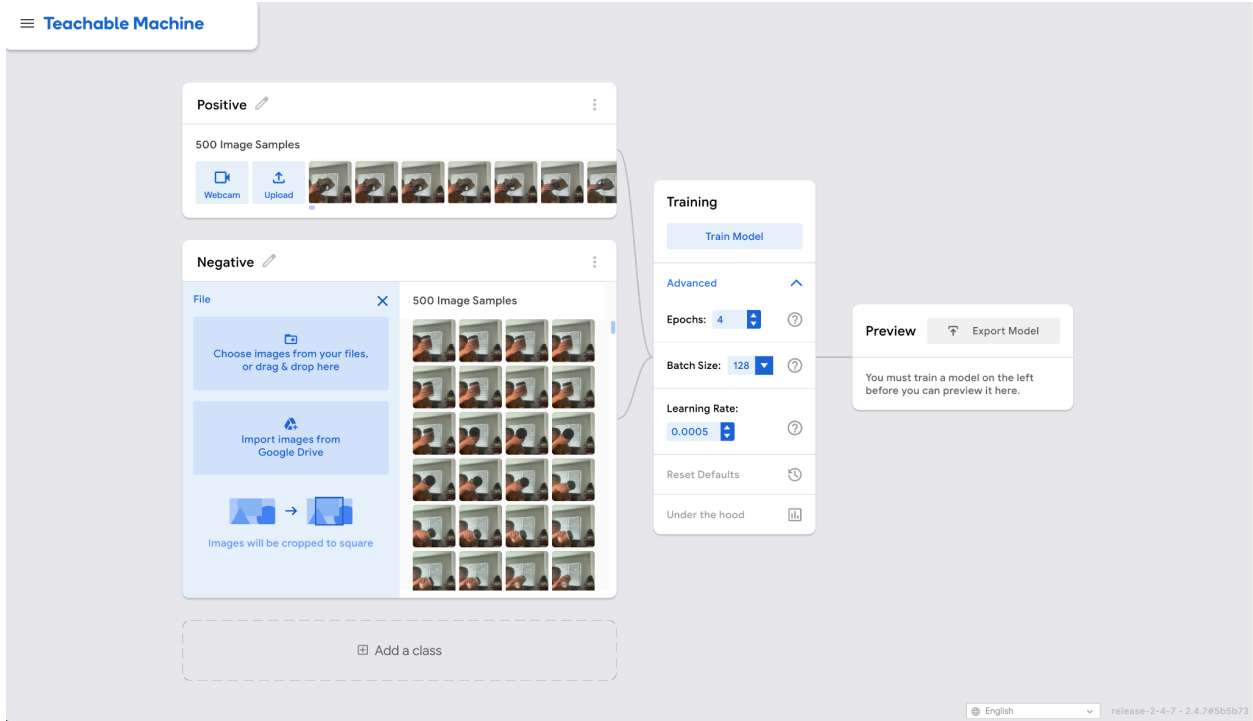 Teachable Machine
Positive
500 Image Samples
Webcam
Upload
Negative
File
Choose images from your files,
or drag & drop here
Import images from
Google Drive
Images will be cropped to square
500 Image Samples
Add a class
Training
Train Model
Advanced
Epochs: 4
Batch Size: 128
Learning Rate:
0.0005
Reset Defaults
Under the hood
Preview
Export Model
You must train a model on the left
before you can preview it here.
English
release-2-4-7 - 2.4.7#5b5b73